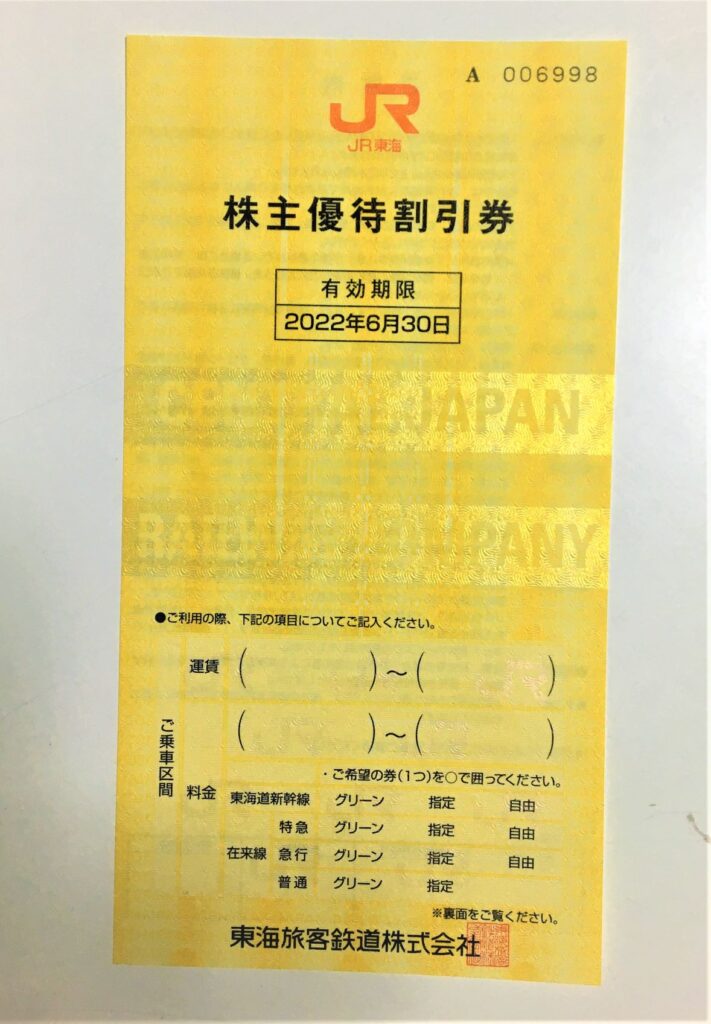 A 006998
JR
JR東海
株主優待割引券
有効期限
2022年6月30日
JAPAN
RAILWAY COMPANY
●ご利用の際、下記の項目についてご記入ください。
ご乗車区間
運賃 ( )～( )
料金 ( )～( )
・ご希望の券(1つ)を○で囲ってください。
東海道新幹線 グリーン 指定 自由
特急 グリーン 指定 自由
在来線 急行 グリーン 指定 自由
普通 グリーン 指定
※裏面をご覧ください。
東海旅客鉄道株式会社